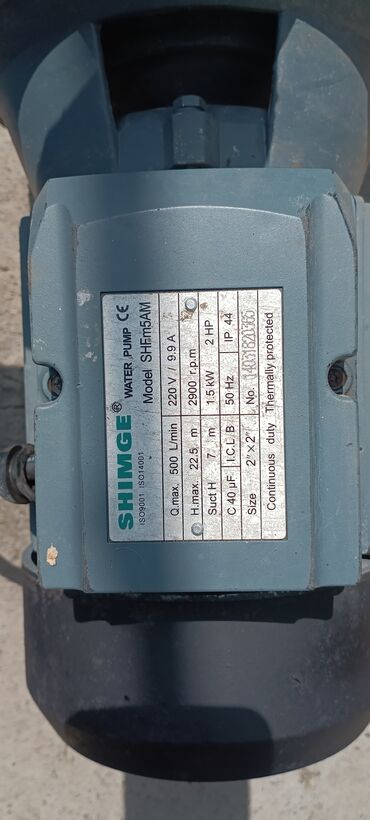 SHIMGE® WATER PUMP CE
ISO9001 ISO14001 Model SHFm5AM
Q.max. 500 L/min 220 V / 9.9 A
H.max. 22.5 m 2900 r.p.m
Suct H 7 m 1.5 kW 2 HP
C 40 µF I.C.L B 50 Hz IP 44
Size 2" x 2" No.
Continuous duty Thermally protected